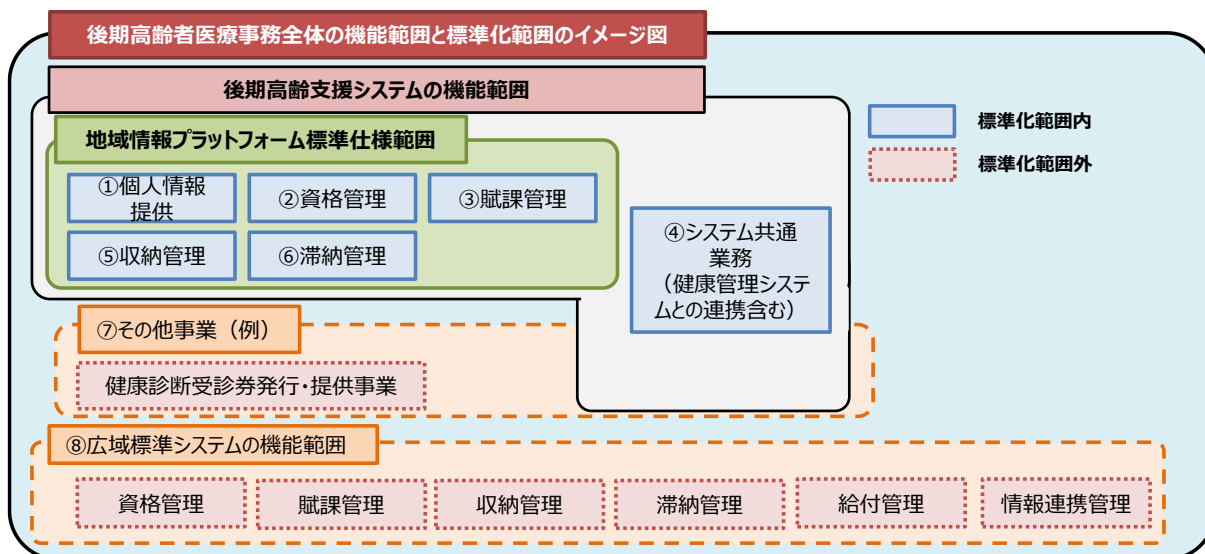 後期高齢者医療事務全体の機能範囲と標準化範囲のイメージ図
後期高齢支援システムの機能範囲
地域情報プラットフォーム標準仕様範囲
①個人情報
提供
②資格管理
③賦課管理
⑤収納管理
⑥滞納管理
④システム共通
業務
（健康管理システ
ムとの連携含む）
標準化範囲内
標準化範囲外
⑦その他事業（例）
健康診断受診券発行・提供事業
⑧広域標準システムの機能範囲
資格管理
賦課管理
収納管理
滞納管理
給付管理
情報連携管理